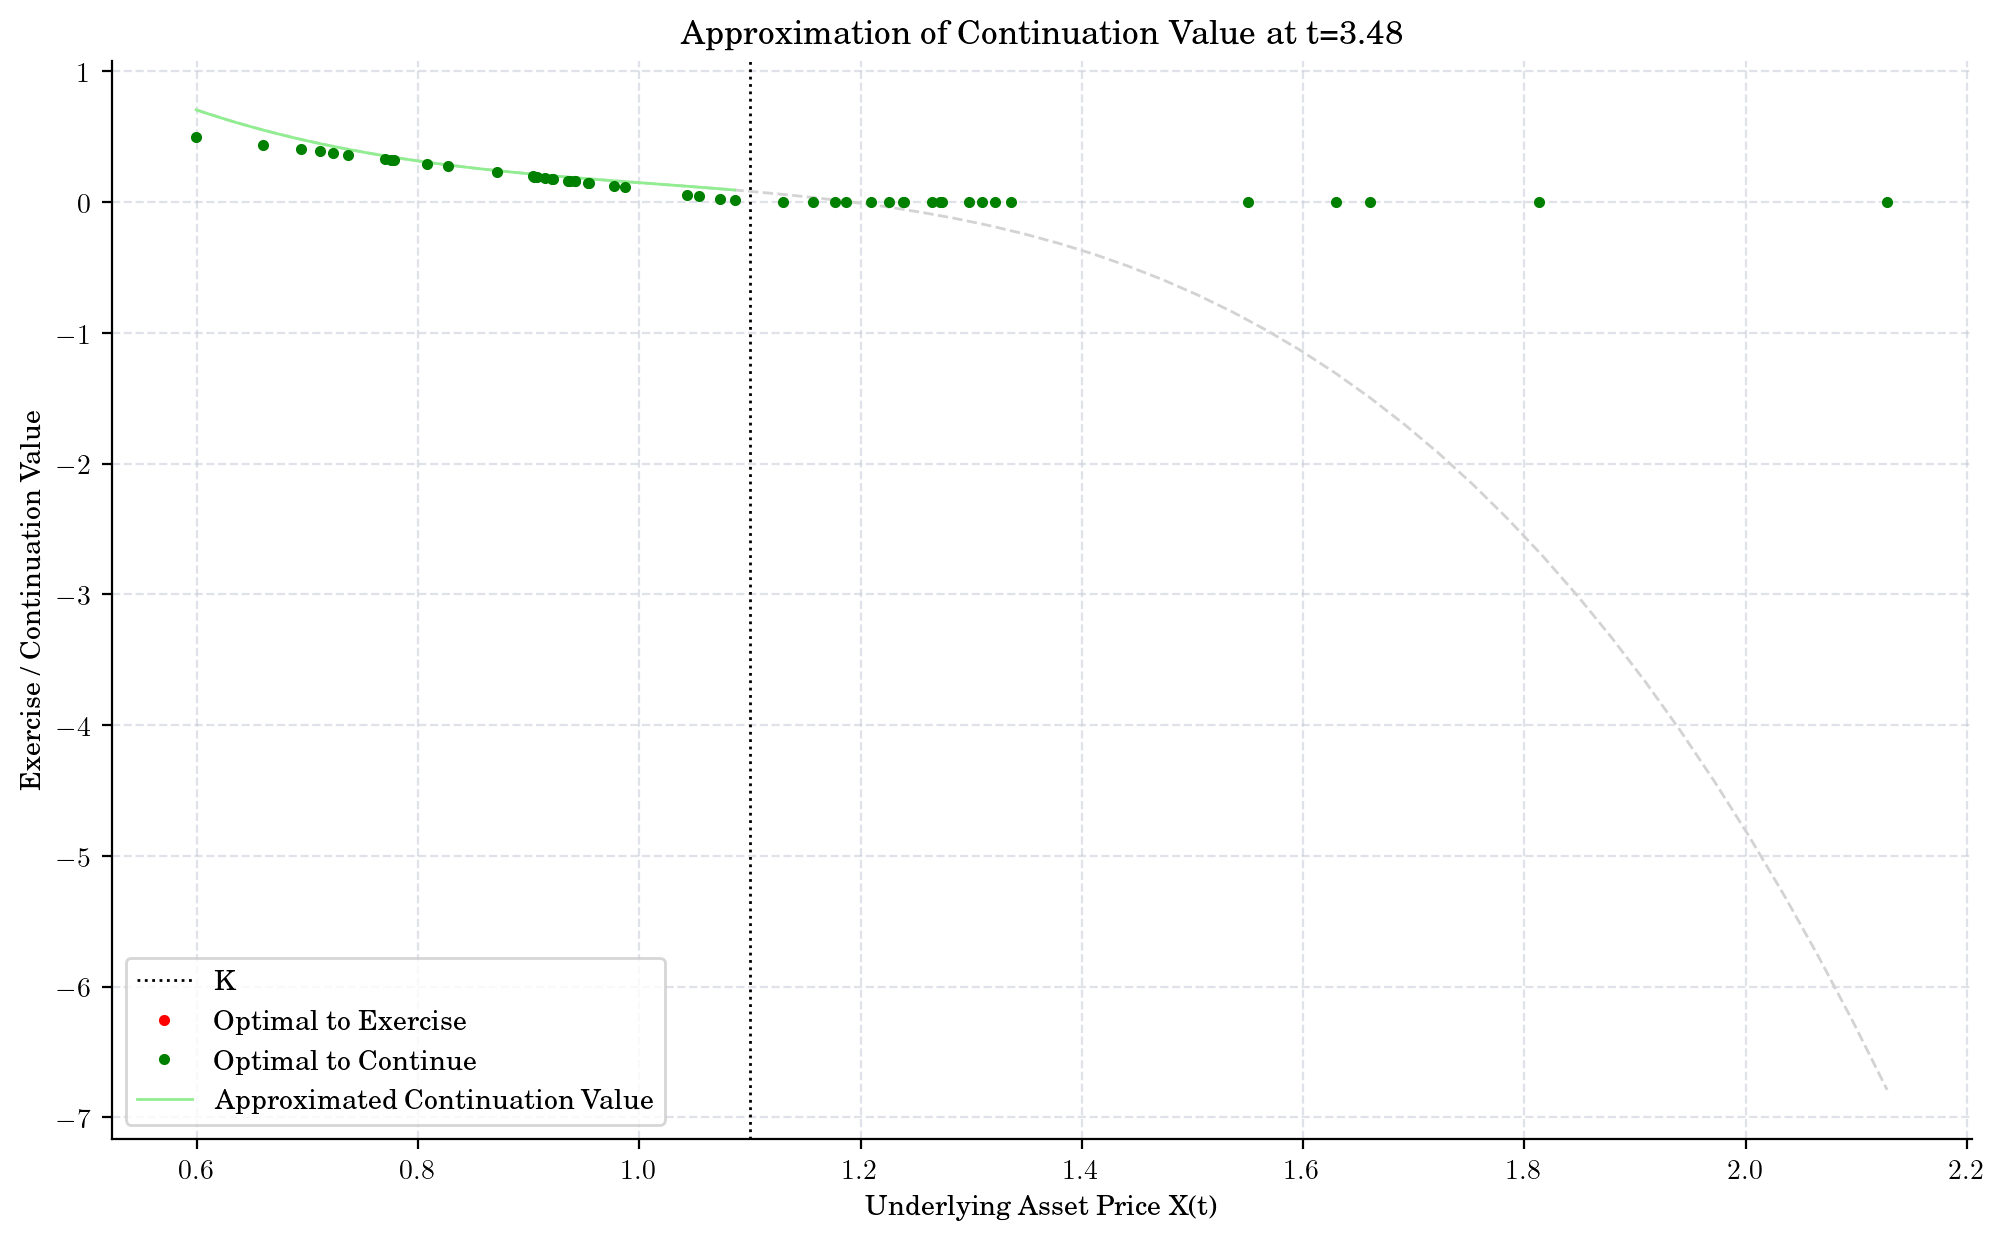 Approximation of Continuation Value at t=3.48
Exercise / Continuation Value
1
0
−1
−2
−3
−4
−5
−6
−7
K
Optimal to Exercise
Optimal to Continue
Approximated Continuation Value
0.6 0.8 1.0 1.2 1.4 1.6 1.8 2.0 2.2
Underlying Asset Price X(t)